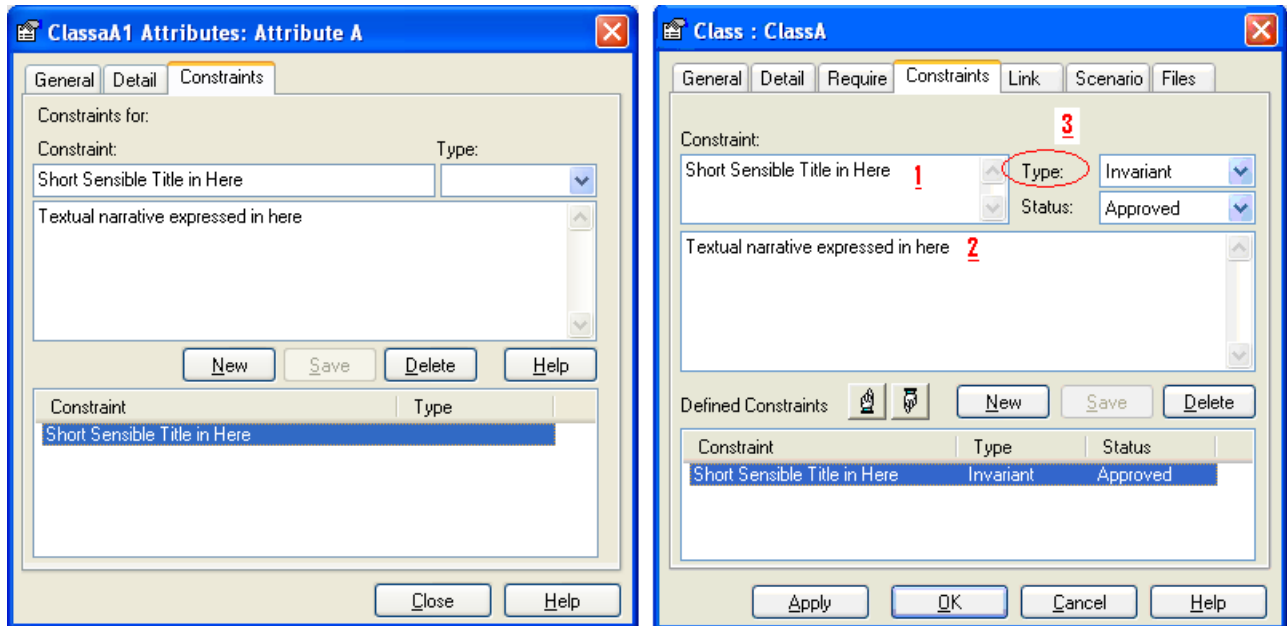 ClassaA1 Attributes: Attribute A
General Detail Constraints
Constraints for:
Constraint: Type:
Short Sensible Title in Here
Textual narrative expressed in here
New Save Delete Help
Constraint Type
Short Sensible Title in Here
Close Help
Class : ClassA
General Detail Require Constraints Link Scenario Files
3
Constraint:
Short Sensible Title in Here 1 Type: Invariant
Status: Approved
Textual narrative expressed in here 2
Defined Constraints New Save Delete
Constraint Type Status
Short Sensible Title in Here Invariant Approved
Apply OK Cancel Help